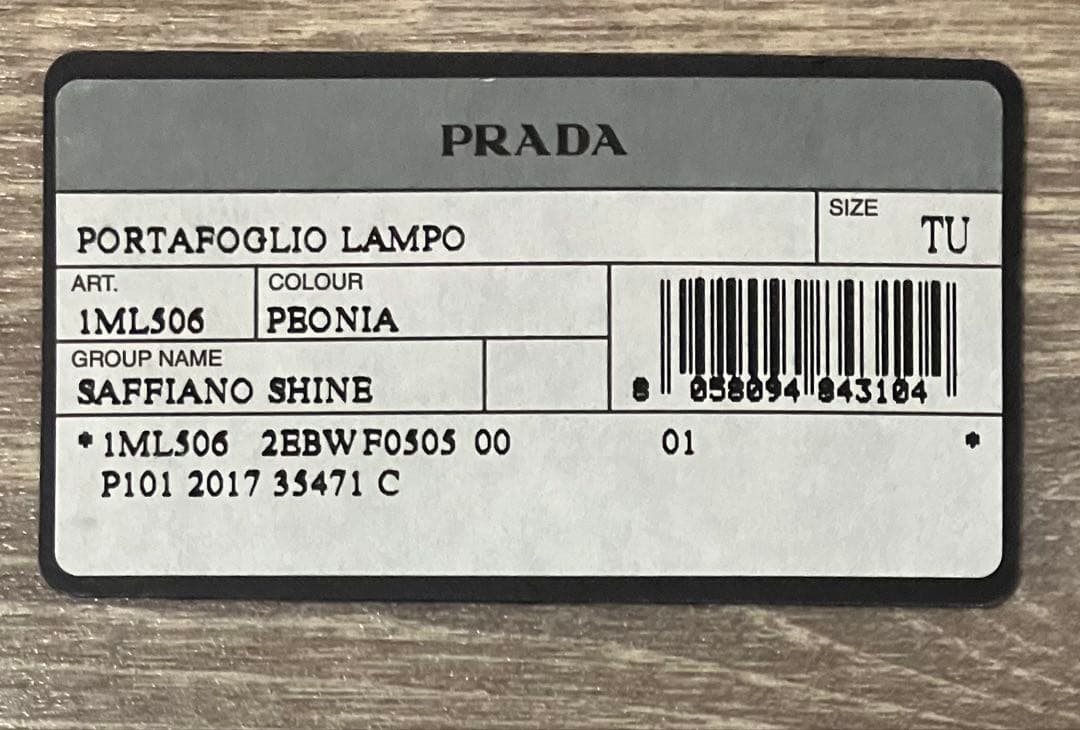 PRADA
PORTAFOGLIO LAMPO
SIZE
TU
ART.
1ML506
COLOUR
PEONIA
GROUP NAME
SAFFIANO SHINE
8 058094 843104
* 1ML506 2EBW F0505 00 01 *
P101 2017 35471 C